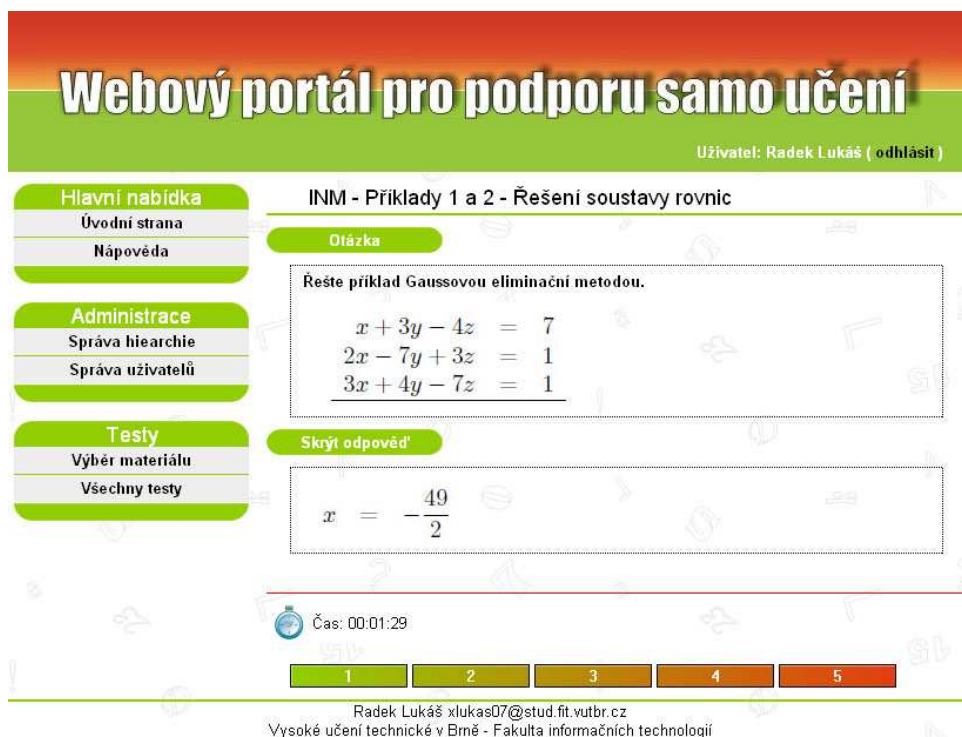 Webový portál pro podporu samo učení
Uživatel: Radek Lukáš ( odhlásit )
Hlavní nabídka
Úvodní strana
Nápověda
Administrace
Správa hiearchie
Správa uživatelů
Testy
Výběr materiálu
Všechny testy
INM - Příklady 1 a 2 - Řešení soustavy rovnic
Otázka
Řešte příklad Gaussovou eliminační metodou.
x + 3y − 4z = 7
2x − 7y + 3z = 1
3x + 4y − 7z = 1
Skrýt odpověď
x = −49/2
Čas: 00:01:29
1 2 3 4 5
Radek Lukáš xlukas07@stud.fit.vutbr.cz
Vysoké učení technické v Brně - Fakulta informačních technologií